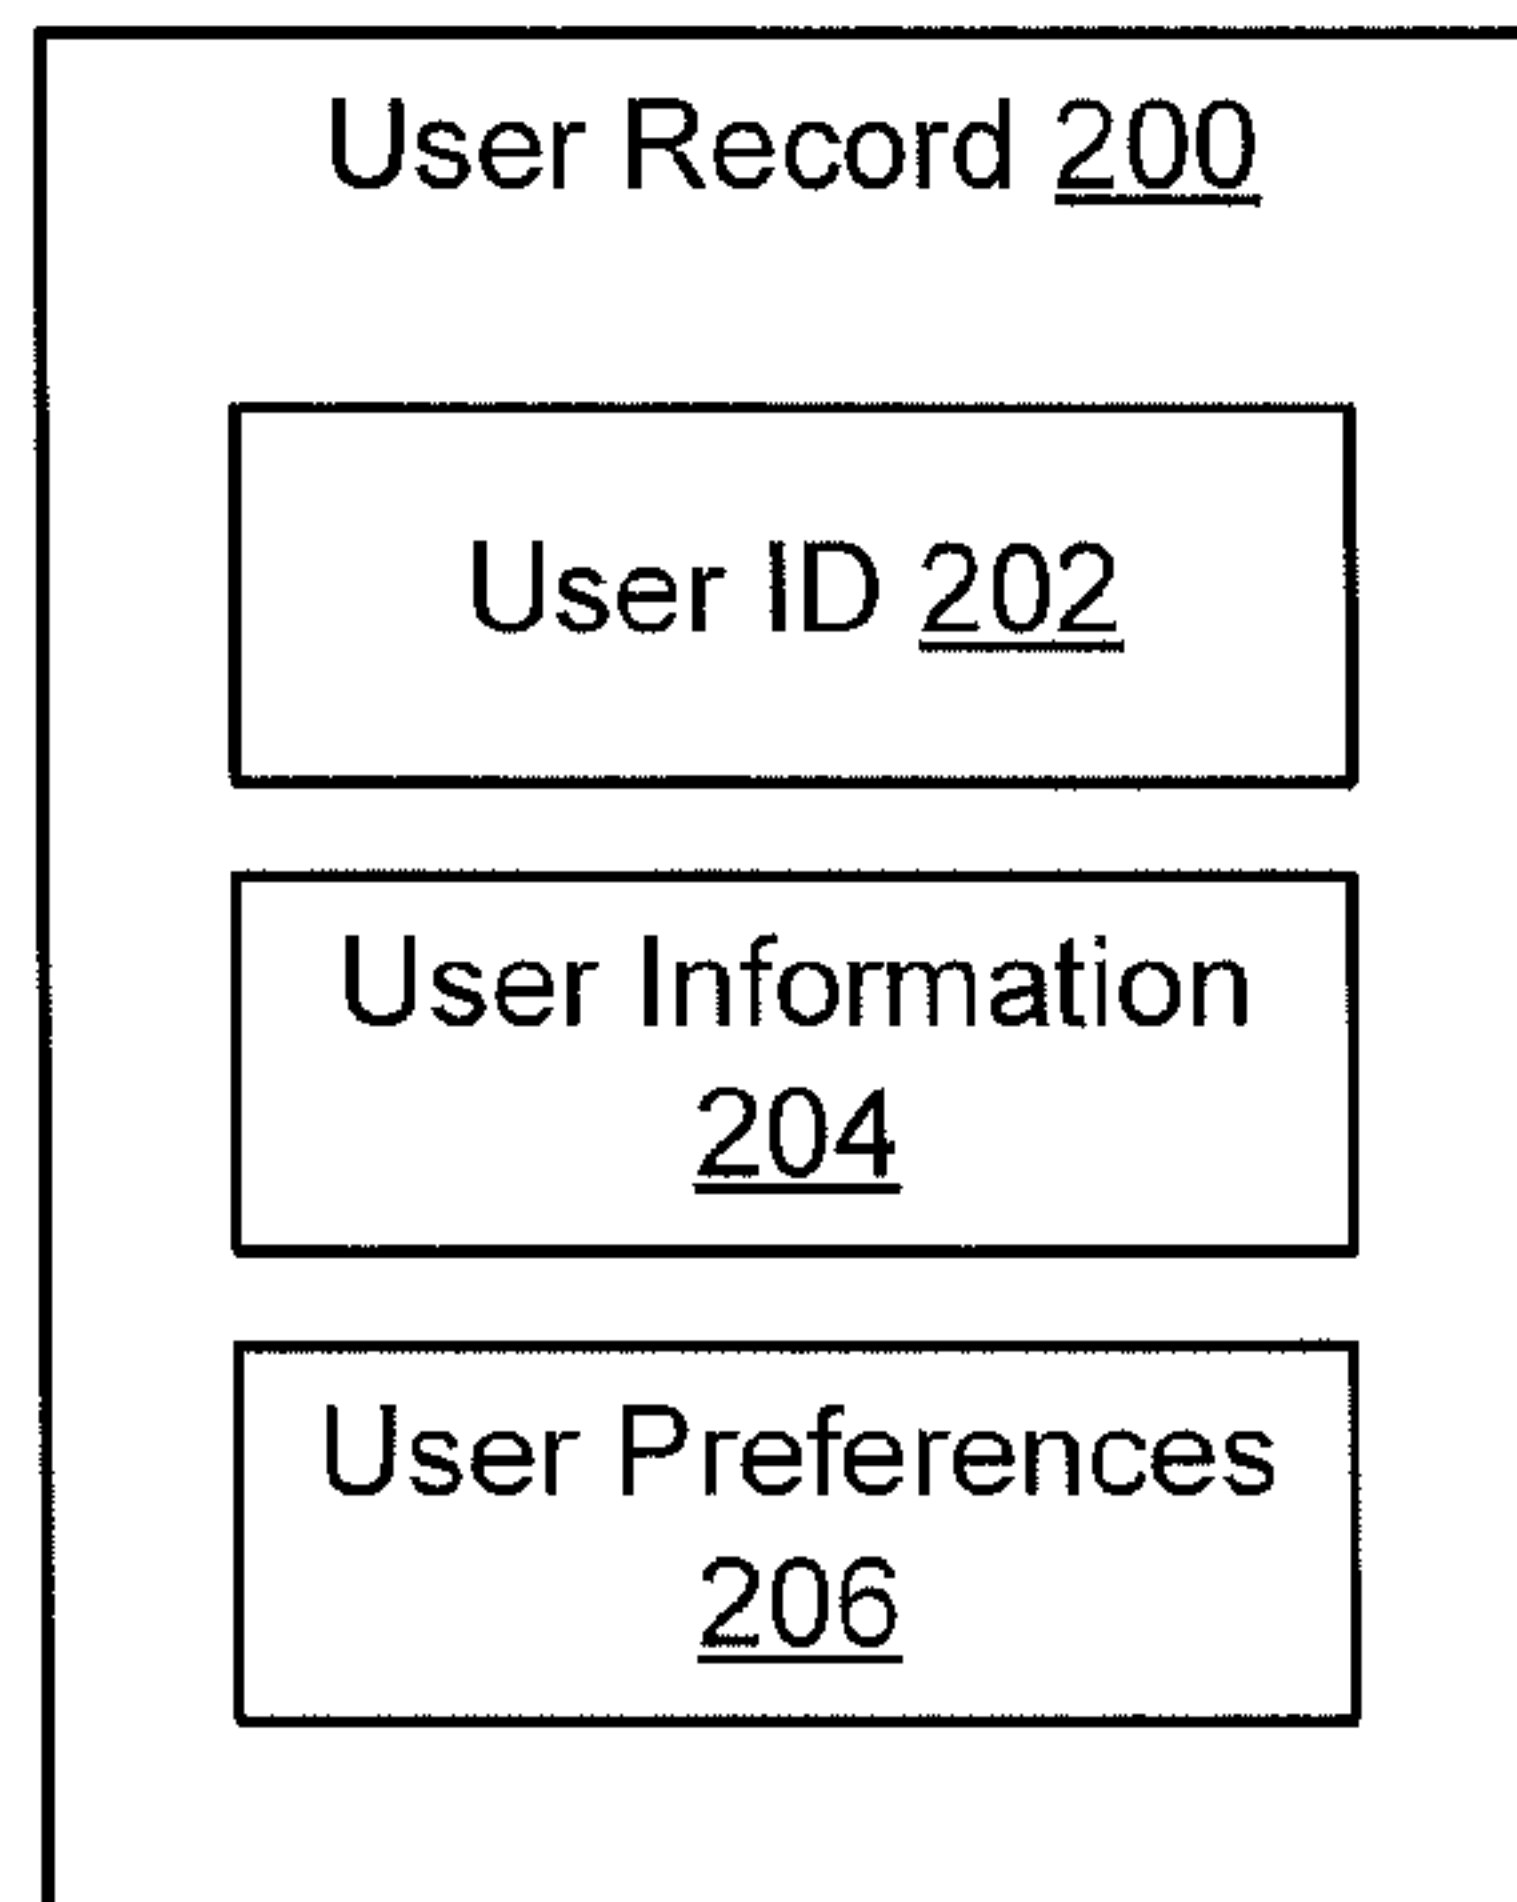 User Record 200
User ID 202
User Information
204
User Preferences
206